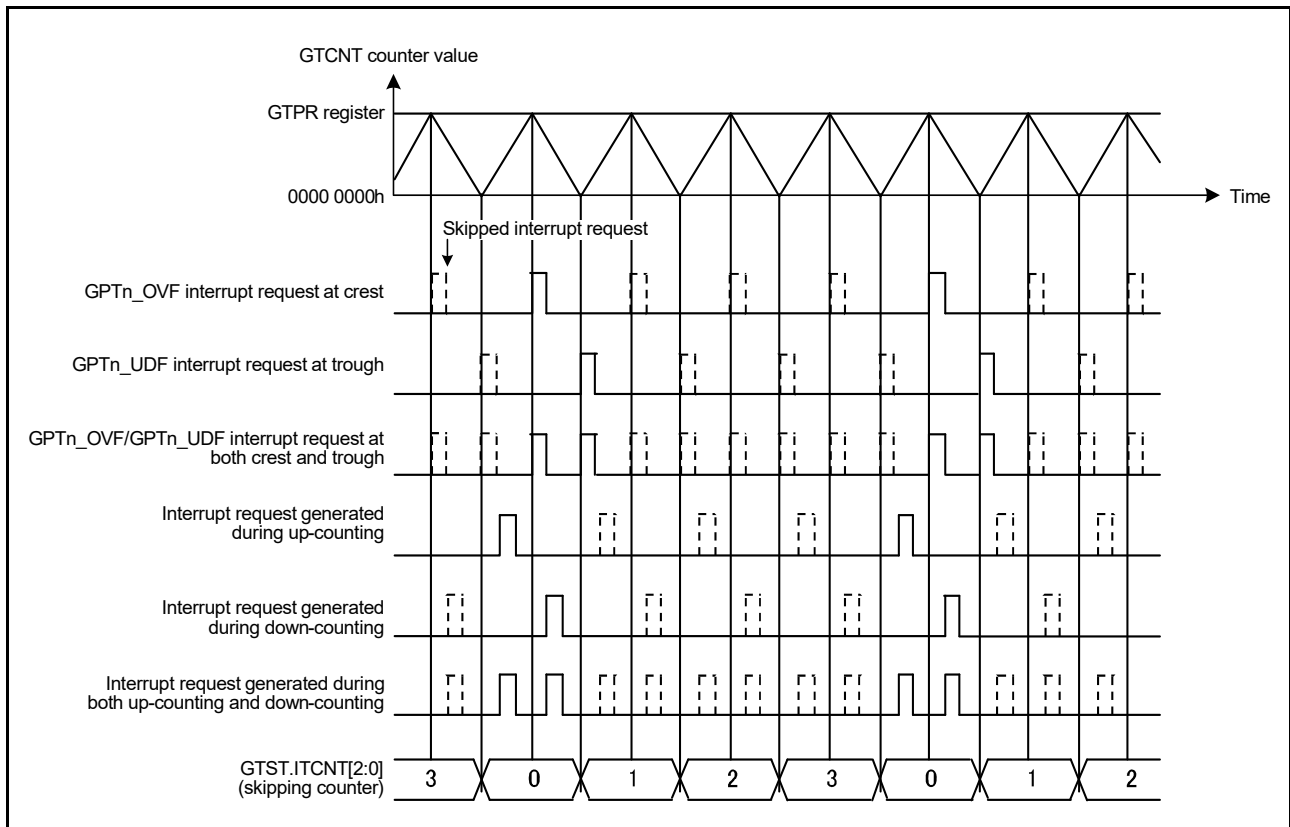 GTCNT counter value
GTPR register
0000 0000h
Time
Skipped interrupt request
GPTn_OVF interrupt request at crest
GPTn_UDF interrupt request at trough
GPTn_OVF/GPTn_UDF interrupt request at
both crest and trough
Interrupt request generated
during up-counting
Interrupt request generated
during down-counting
Interrupt request generated during
both up-counting and down-counting
GTST.ITCNT[2:0]
(skipping counter)
3 0 1 2 3 0 1 2